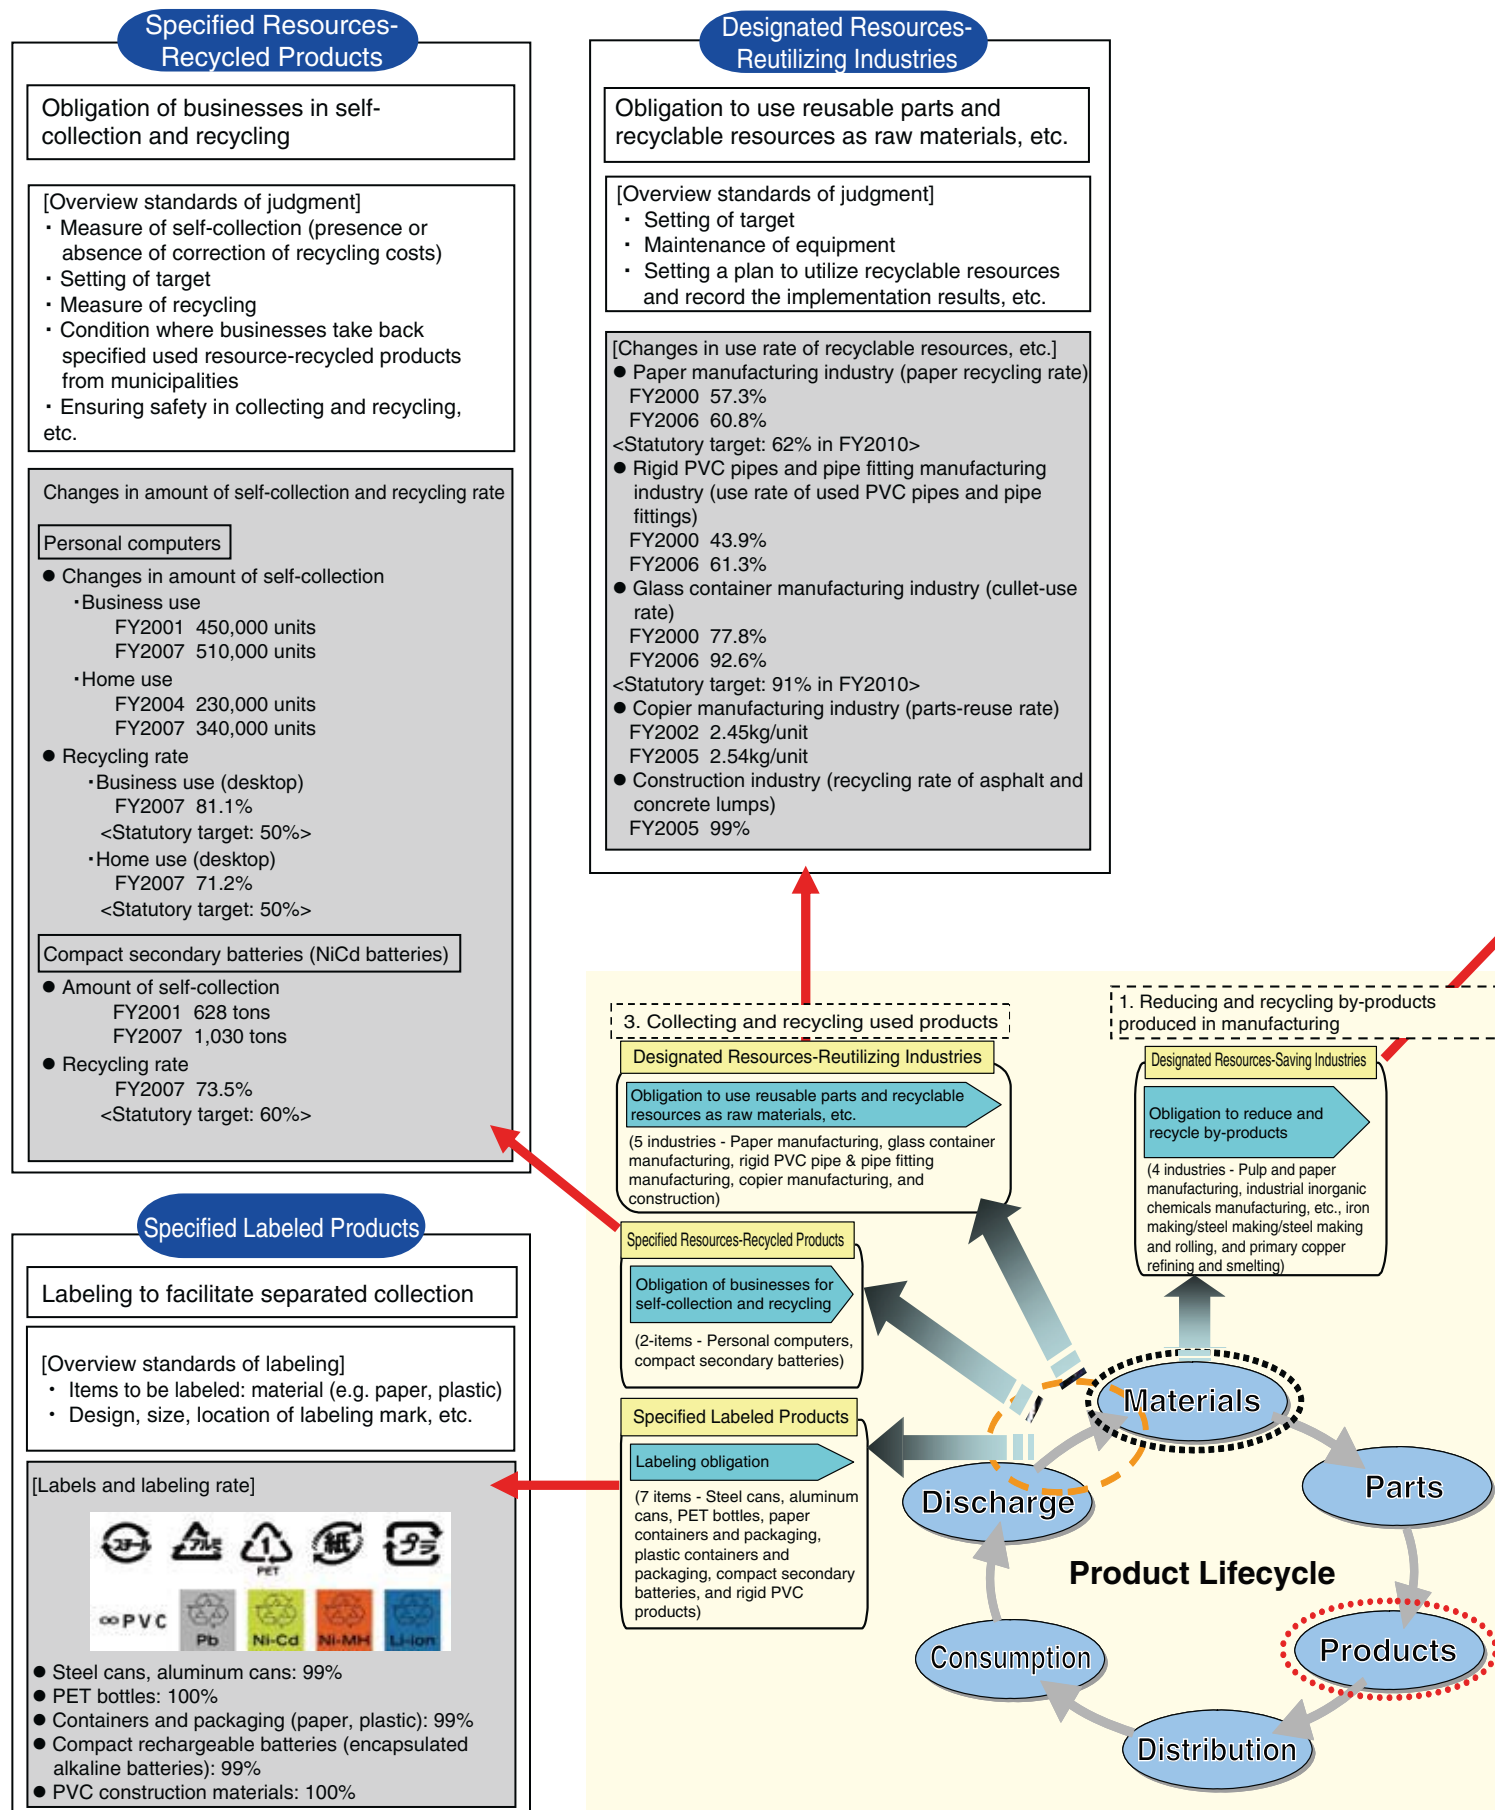 Specified Resources-
Recycled Products
Obligation of businesses in self-
collection and recycling
[Overview standards of judgment]
・Measure of self-collection (presence or
absence of correction of recycling costs)
・Setting of target
・Measure of recycling
・Condition where businesses take back
specified used resource-recycled products
from municipalities
・Ensuring safety in collecting and recycling,
etc.
Changes in amount of self-collection and recycling rate
Personal computers
● Changes in amount of self-collection
・Business use
FY2001 450,000 units
FY2007 510,000 units
・Home use
FY2004 230,000 units
FY2007 340,000 units
● Recycling rate
・Business use (desktop)
FY2007 81.1%
<Statutory target: 50%>
・Home use (desktop)
FY2007 71.2%
<Statutory target: 50%>
Compact secondary batteries (NiCd batteries)
● Amount of self-collection
FY2001 628 tons
FY2007 1,030 tons
● Recycling rate
FY2007 73.5%
<Statutory target: 60%>
Specified Labeled Products
Labeling to facilitate separated collection
[Overview standards of labeling]
・ Items to be labeled: material (e.g. paper, plastic)
・ Design, size, location of labeling mark, etc.
[Labels and labeling rate]
スチール アルミ 1 紙 プラ
PET
∞PVC Pb Ni-Cd Ni-MH Li-ion
● Steel cans, aluminum cans: 99%
● PET bottles: 100%
● Containers and packaging (paper, plastic): 99%
● Compact rechargeable batteries (encapsulated
alkaline batteries): 99%
● PVC construction materials: 100%
Designated Resources-
Reutilizing Industries
Obligation to use reusable parts and
recyclable resources as raw materials, etc.
[Overview standards of judgment]
・ Setting of target
・ Maintenance of equipment
・ Setting a plan to utilize recyclable resources
and record the implementation results, etc.
[Changes in use rate of recyclable resources, etc.]
● Paper manufacturing industry (paper recycling rate)
FY2000 57.3%
FY2006 60.8%
<Statutory target: 62% in FY2010>
● Rigid PVC pipes and pipe fitting manufacturing
industry (use rate of used PVC pipes and pipe
fittings)
FY2000 43.9%
FY2006 61.3%
● Glass container manufacturing industry (cullet-use
rate)
FY2000 77.8%
FY2006 92.6%
<Statutory target: 91% in FY2010>
● Copier manufacturing industry (parts-reuse rate)
FY2002 2.45kg/unit
FY2005 2.54kg/unit
● Construction industry (recycling rate of asphalt and
concrete lumps)
FY2005 99%
3. Collecting and recycling used products
Designated Resources-Reutilizing Industries
Obligation to use reusable parts and recyclable
resources as raw materials, etc.
(5 industries - Paper manufacturing, glass container
manufacturing, rigid PVC pipe & pipe fitting
manufacturing, copier manufacturing, and
construction)
Specified Resources-Recycled Products
Obligation of businesses for
self-collection and recycling
(2-items - Personal computers,
compact secondary batteries)
Specified Labeled Products
Labeling obligation
(7 items - Steel cans, aluminum
cans, PET bottles, paper
containers and packaging,
plastic containers and
packaging, compact secondary
batteries, and rigid PVC
products)
1. Reducing and recycling by-products
produced in manufacturing
Designated Resources-Saving Industries
Obligation to reduce and
recycle by-products
(4 industries - Pulp and paper
manufacturing, industrial inorganic
chemicals manufacturing, etc., iron
making/steel making/steel making
and rolling, and primary copper
refining and smelting)
Materials
Parts
Discharge
Product Lifecycle
Products
Consumption
Distribution